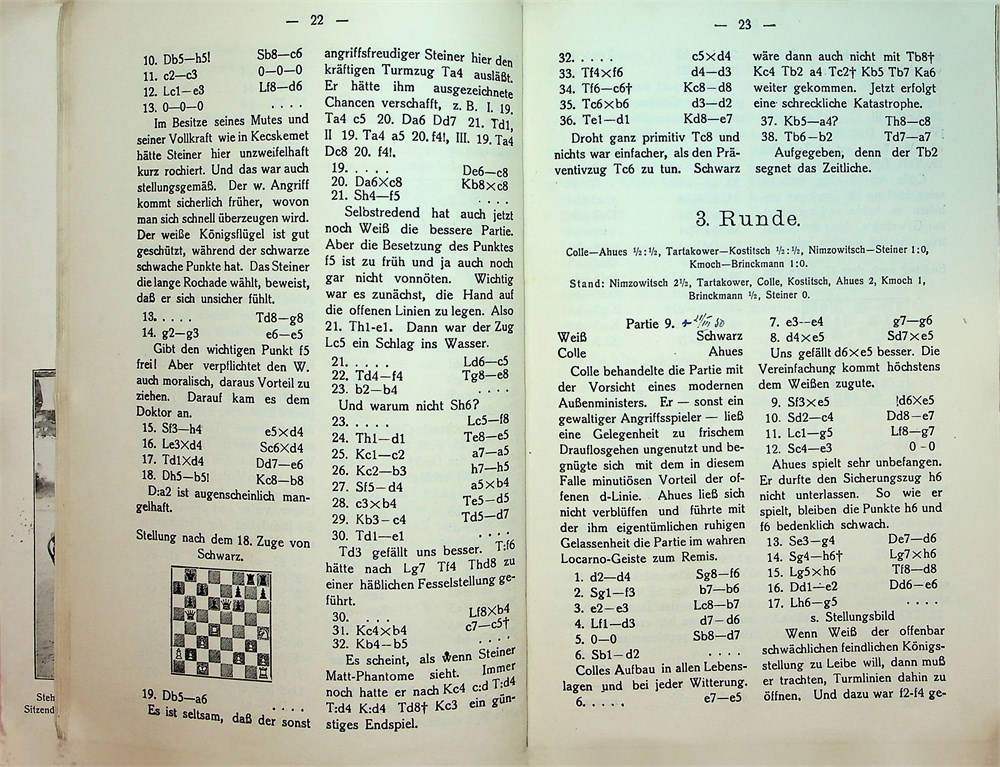 — 22 —
10. Db5—h5! Sb8—c6
11. c2—c3 0—0—0
12. Lc1—e3 Lf8—d6
13. 0—0—0 . . . .
Im Besitze seines Mutes und
seiner Vollkraft wie in Kecskemet
hätte Steiner hier unzweifelhaft
kurz rochiert. Und das war auch
stellungsgemäß. Der w. Angriff
kommt sicherlich früher, wovon
man sich schnell überzeugen wird.
Der weiße Königsflügel ist gut
geschützt, während der schwarze
schwache Punkte hat. Das Steiner
die lange Rochade wählt, beweist,
daß er sich unsicher fühlt.
13. . . . . Td8—g8
14. g2—g3 e6—e5
Gibt den wichtigen Punkt f5
frei! Aber verpflichtet den W.
auch moralisch, daraus Vorteil zu
ziehen. Darauf kam es dem
Doktor an.
15. Sf3—h4 e5×d4
16. Le3×d4 Sc6×d4
17. Td1×d4 Dd7—e6
18. Dh5—b5! Kc8—b8
D:a2 ist augenscheinlich man-
gelhaft.
Stellung nach dem 18. Zuge von
Schwarz.
19. Db5—a6 . . . .
Es ist seltsam, daß der sonst
angriffsfreudiger Steiner hier den
kräftigen Turmzug Ta4 ausläßt.
Er hätte ihm ausgezeichnete
Chancen verschafft, z. B. I. 19.
Ta4 c5 20. Da6 Dd7 21. Td1,
II 19. Ta4 a5 20. f4!, III. 19. Ta4
Dc8 20. f4!.
19. . . . . De6—c8
20. Da6×c8 Kb8×c8
21. Sh4—f5 . . . .
Selbstredend hat auch jetzt
noch Weiß die bessere Partie.
Aber die Besetzung des Punktes
f5 ist zu früh und ja auch noch
gar nicht vonnöten. Wichtig
war es zunächst, die Hand auf
die offenen Linien zu legen. Also
21. Th1-e1. Dann war der Zug
Lc5 ein Schlag ins Wasser.
21. . . . . Ld6—c5
22. Td4—f4 Tg8—e8
23. b2—b4 . . . .
Und warum nicht Sh6?
23. . . . . Lc5—f8
24. Th1—d1 Te8—e5
25. Kc1—c2 a7—a5
26. Kc2—b3 h7—h5
27. Sf5—d4 a5×b4
28. c3×b4 Te5—d5
29. Kb3—c4 Td5—d7
30. Td1—e1 . . . .
Td3 gefällt uns besser. T:f6
hätte nach Lg7 Tf4 Thd8 zu
einer häßlichen Fesselstellung ge-
führt.
30. . . . Lf8×b4
31. Kc4×b4 c7—c5†
32. Kb4—b5 . . . .
Es scheint, als wenn Steiner
Matt-Phantome sieht. Immer
noch hatte er nach Kc4 c:d T:d4
T:d4 K:d4 Td8† Kc3 ein gün-
stiges Endspiel.
Steh
Sitzend
— 23 —
32. . . . . c5×d4
33. Tf4×f6 d4—d3
34. Tf6—c6† Kc8—d8
35. Tc6×b6 d3—d2
36. Te1—d1 Kd8—e7
Droht ganz primitiv Tc8 und
nichts war einfacher, als den Prä-
ventivzug Tc6 zu tun. Schwarz
wäre dann auch nicht mit Tb8†
Kc4 Tb2 a4 Tc2† Kb5 Tb7 Ka6
weiter gekommen. Jetzt erfolgt
eine schreckliche Katastrophe.
37. Kb5—a4? Th8—c8
38. Tb6—b2 Td7—a7
Aufgegeben, denn der Tb2
segnet das Zeitliche.
3. Runde.
Colle—Ahues ½:½, Tartakower—Kostitsch ½:½, Nimzowitsch—Steiner 1:0,
Kmoch—Brinckmann 1:0.
Stand: Nimzowitsch 2½, Tartakower, Colle, Kostitsch, Ahues 2, Kmoch 1,
Brinckmann ½, Steiner 0.
Partie 9.
Weiß Schwarz
Colle Ahues
Colle behandelte die Partie mit
der Vorsicht eines modernen
Außenministers. Er — sonst ein
gewaltiger Angriffsspieler — ließ
eine Gelegenheit zu frischem
Drauflosgehen ungenutzt und be-
gnügte sich mit dem in diesem
Falle minutiösen Vorteil der of-
fenen d-Linie. Ahues ließ sich
nicht verblüffen und führte mit
der ihm eigentümlichen ruhigen
Gelassenheit die Partie im wahren
Locarno-Geiste zum Remis.
1. d2—d4 Sg8—f6
2. Sg1—f3 b7—b6
3. e2—e3 Lc8—b7
4. Lf1—d3 d7—d6
5. 0—0 Sb8—d7
6. Sb1—d2 . . . .
Colles Aufbau in allen Lebens-
lagen und bei jeder Witterung.
6. . . . . e7—e5
7. e3—e4 g7—g6
8. d4×e5 Sd7×e5
Uns gefällt d6×e5 besser. Die
Vereinfachung kommt höchstens
dem Weißen zugute.
9. Sf3×e5 !d6×e5
10. Sd2—c4 Dd8—e7
11. Lc1—g5 Lf8—g7
12. Sc4—e3 0-0
Ahues spielt sehr unbefangen.
Er durfte den Sicherungszug h6
nicht unterlassen. So wie er
spielt, bleiben die Punkte h6 und
f6 bedenklich schwach.
13. Se3—g4 De7—d6
14. Sg4—h6† Lg7×h6
15. Lg5×h6 Tf8—d8
16. Dd1—e2 Dd6—e6
17. Lh6—g5 . . . .
s. Stellungsbild
Wenn Weiß der offenbar
schwächlichen feindlichen Königs-
stellung zu Leibe will, dann muß
er trachten, Turmlinien dahin zu
öffnen. Und dazu war f2-f4 ge-